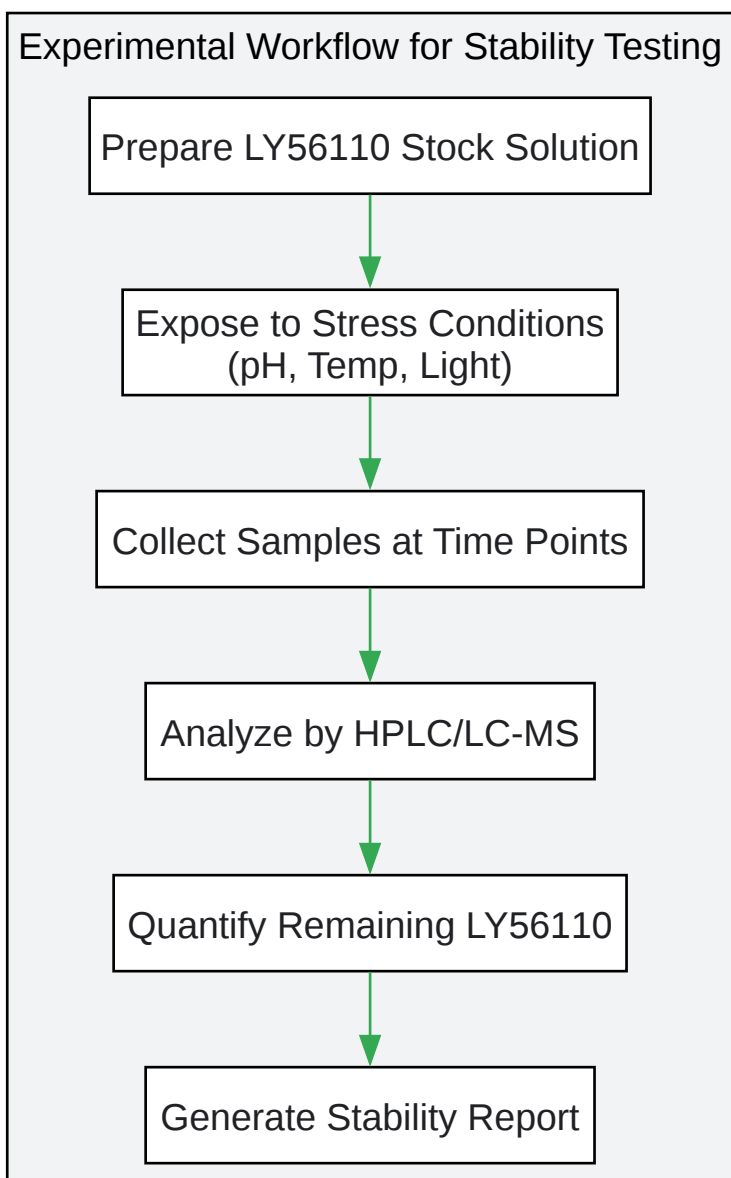 Experimental Workflow for Stability Testing
Prepare LY56110 Stock Solution
Expose to Stress Conditions
(pH, Temp, Light)
Collect Samples at Time Points
Analyze by HPLC/LC-MS
Quantify Remaining LY56110
Generate Stability Report